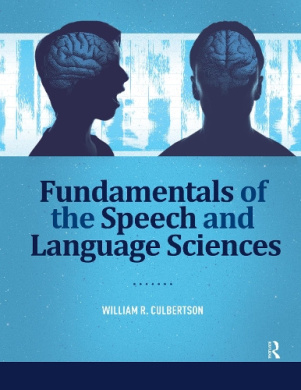 Fundamentals of
the Speech and
Language Sciences
WILLIAM R. CULBERTSON
R